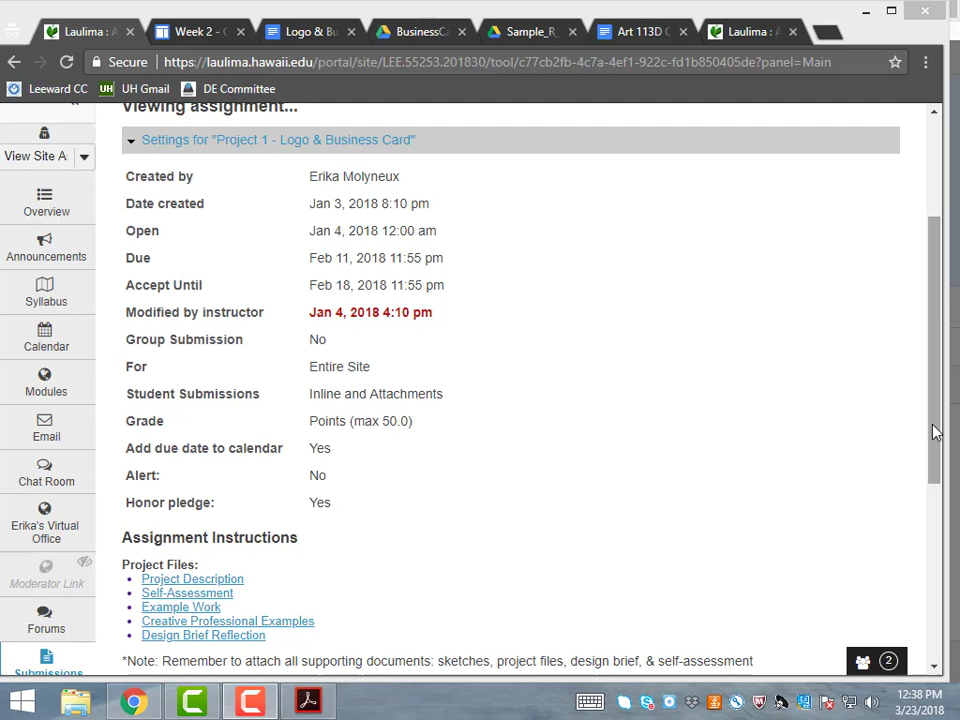 Laulima : A
Week 2 - C
Logo & Bu
BusinessCa
Sample_R
Art 113D C
Laulima : A
Secure
https://laulima.hawaii.edu/portal/site/LEE.55253.201830/tool/c77cb2fb-4c7a-4ef1-922c-fd1b850405de?panel=Main
Leeward CC
UH
UH Gmail
DE Committee
Viewing assignment...
Settings for "Project 1 - Logo & Business Card"
View Site A
Overview
Announcements
Syllabus
Calendar
Modules
Email
Chat Room
Erika's Virtual
Office
Moderator Link
Forums
Submissions
Created by Erika Molyneux
Date created Jan 3, 2018 8:10 pm
Open Jan 4, 2018 12:00 am
Due Feb 11, 2018 11:55 pm
Accept Until Feb 18, 2018 11:55 pm
Modified by instructor Jan 4, 2018 4:10 pm
Group Submission No
For Entire Site
Student Submissions Inline and Attachments
Grade Points (max 50.0)
Add due date to calendar Yes
Alert: No
Honor pledge: Yes
Assignment Instructions
Project Files:
Project Description
Self-Assessment
Example Work
Creative Professional Examples
Design Brief Reflection
*Note: Remember to attach all supporting documents: sketches, project files, design brief, & self-assessment
2
12:38 PM
3/23/2018